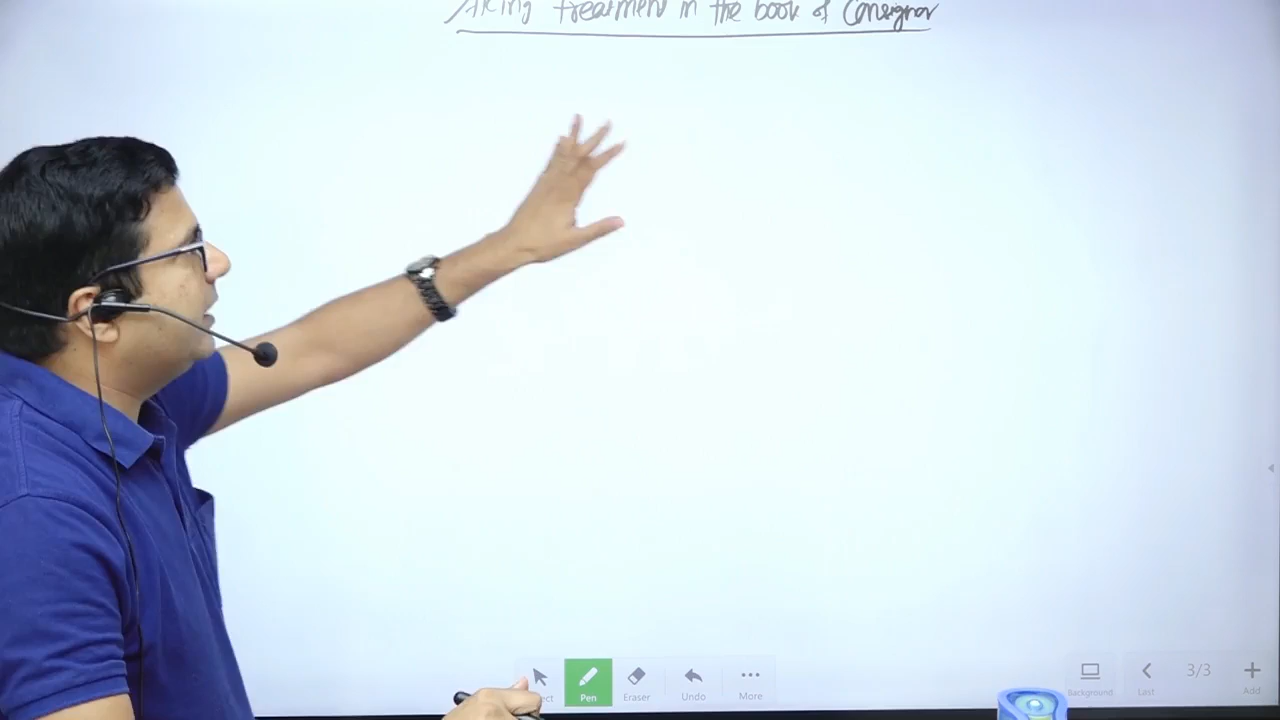 treatment in the book of Consignor
Pen
Eraser
Undo
More
Background
Last
3/3
Add